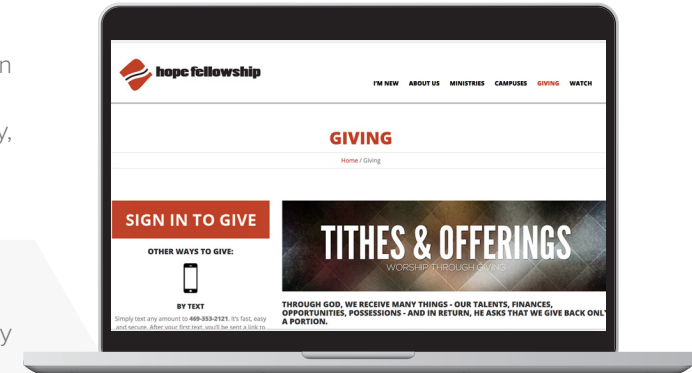 n
y,
y
hope fellowship
I'M NEW ABOUT US MINISTRIES CAMPUSES GIVING WATCH
GIVING
Home / Giving
SIGN IN TO GIVE
OTHER WAYS TO GIVE:
BY TEXT
Simply text any amount to 469-353-2121. It's fast, easy
and secure. After your first text, you'll be sent a link to
TITHES & OFFERINGS
WORSHIP THROUGH GIVING
THROUGH GOD, WE RECEIVE MANY THINGS - OUR TALENTS, FINANCES,
OPPORTUNITIES, POSSESSIONS - AND IN RETURN, HE ASKS THAT WE GIVE BACK ONLY
A PORTION.